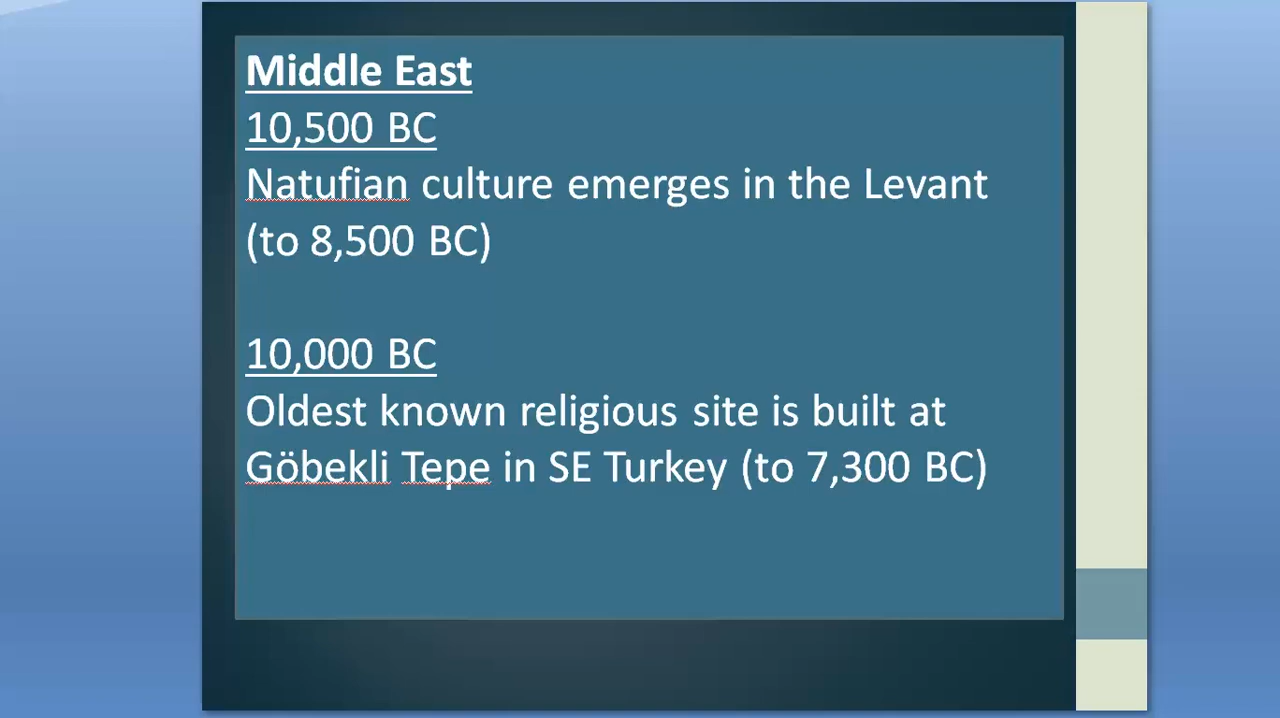 Middle East
10,500 BC
Natufian culture emerges in the Levant
(to 8,500 BC)
10,000 BC
Oldest known religious site is built at
Göbekli Tepe in SE Turkey (to 7,300 BC)